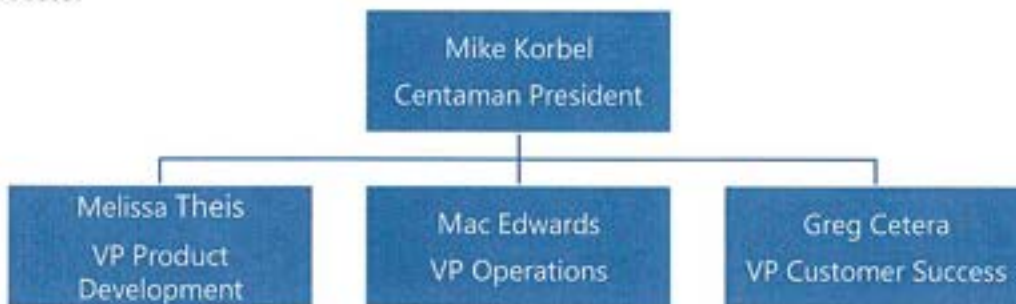 Mike Korbel
Centaman President
Melissa Theis
VP Product
Development
Mac Edwards
VP Operations
Greg Cetera
VP Customer Success